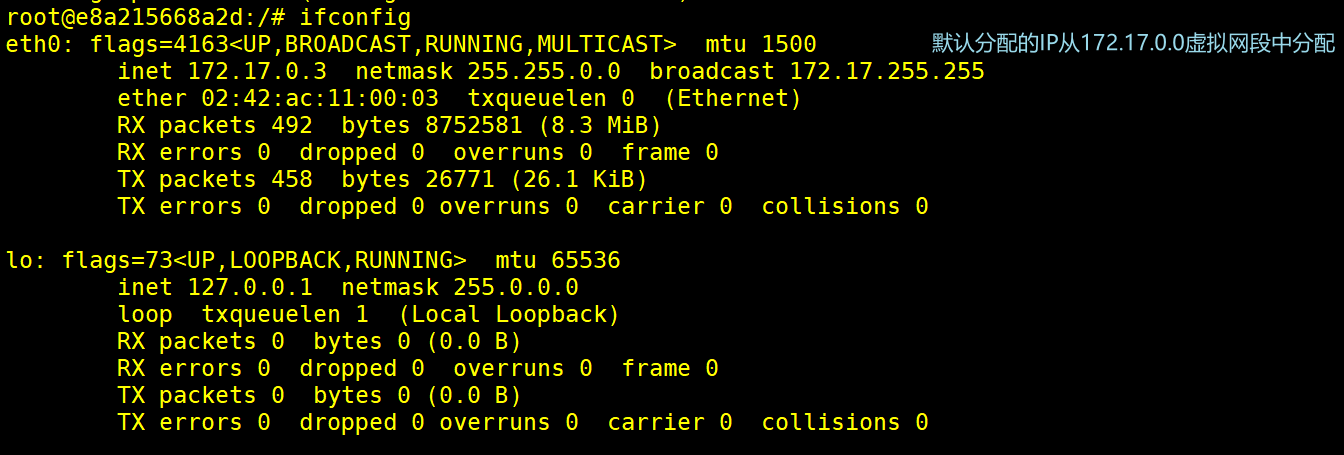 root@e8a215668a2d:/# ifconfig
eth0: flags=4163<UP,BROADCAST,RUNNING,MULTICAST>  mtu 1500 默认分配的IP从172.17.0.0虚拟网段中分配
        inet 172.17.0.3  netmask 255.255.0.0  broadcast 172.17.255.255
        ether 02:42:ac:11:00:03  txqueuelen 0  (Ethernet)
        RX packets 492  bytes 8752581 (8.3 MiB)
        RX errors 0  dropped 0  overruns 0  frame 0
        TX packets 458  bytes 26771 (26.1 KiB)
        TX errors 0  dropped 0 overruns 0  carrier 0  collisions 0
lo: flags=73<UP,LOOPBACK,RUNNING>  mtu 65536
        inet 127.0.0.1  netmask 255.0.0.0
        loop  txqueuelen 1  (Local Loopback)
        RX packets 0  bytes 0 (0.0 B)
        RX errors 0  dropped 0  overruns 0  frame 0
        TX packets 0  bytes 0 (0.0 B)
        TX errors 0  dropped 0 overruns 0  carrier 0  collisions 0